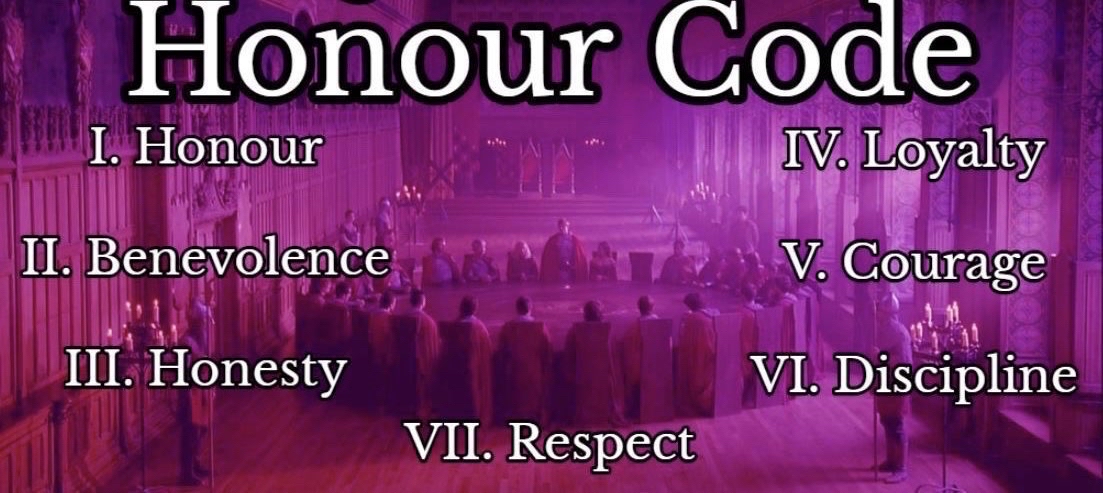 Honour Code
I. Honour
II. Benevolence
III. Honesty
IV. Loyalty
V. Courage
VI. Discipline
VII. Respect